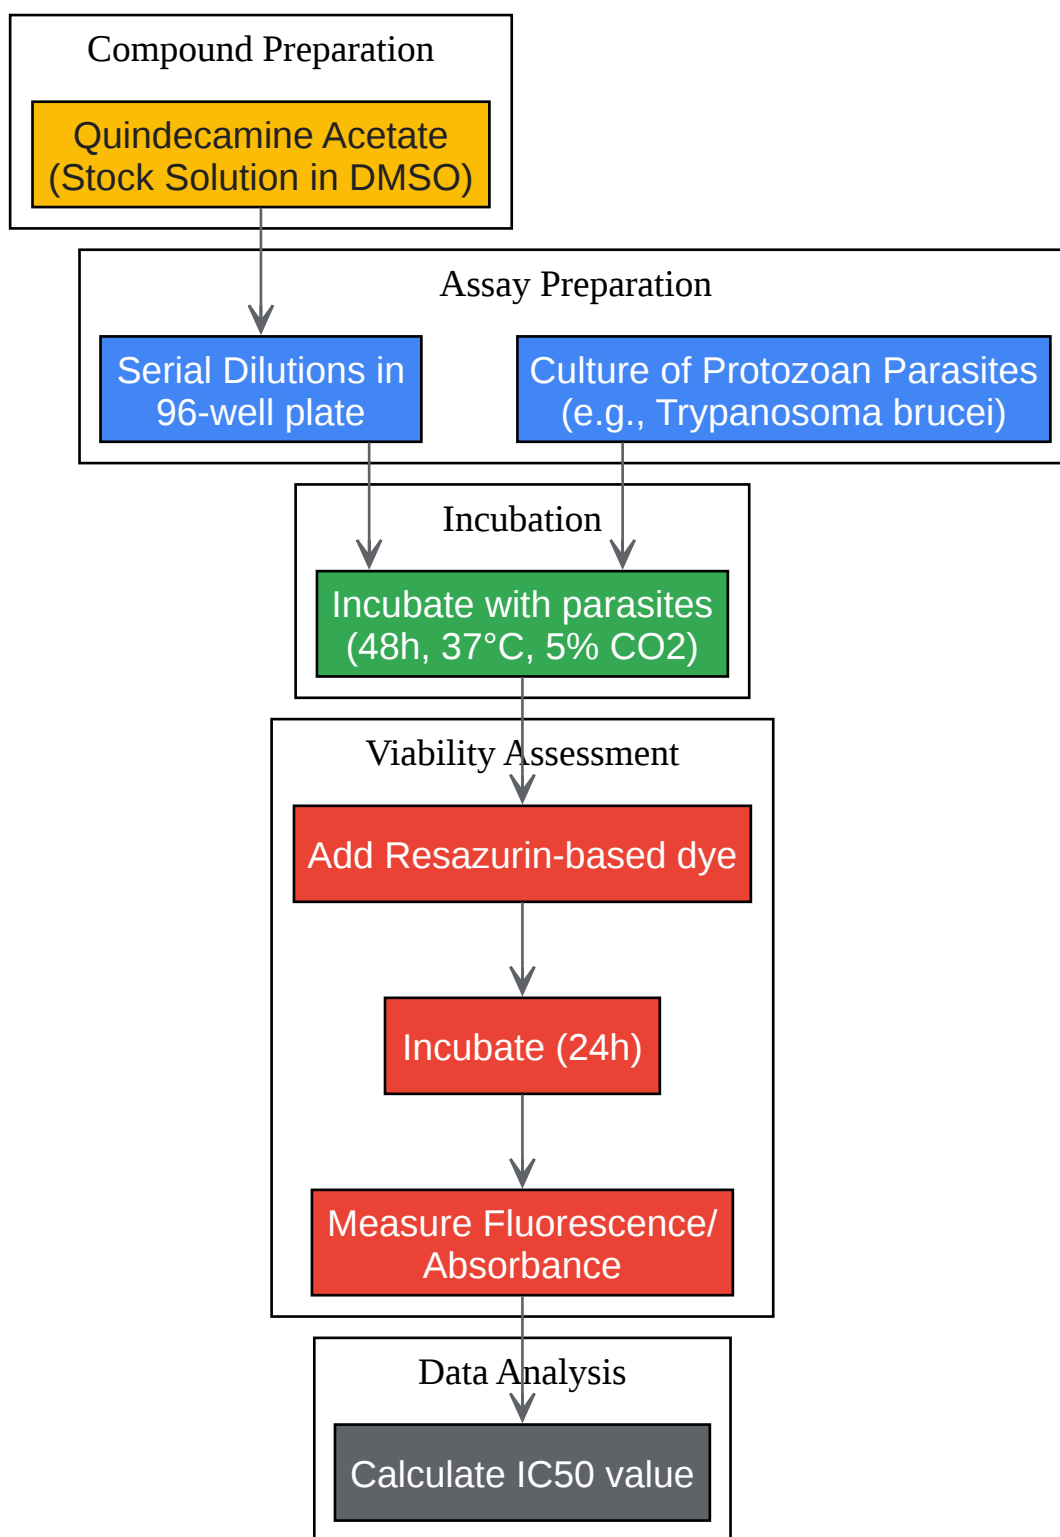 Compound Preparation
Quindecamine Acetate
(Stock Solution in DMSO)
Assay Preparation
Serial Dilutions in
96-well plate
Culture of Protozoan Parasites
(e.g., Trypanosoma brucei)
Incubation
Incubate with parasites
(48h, 37°C, 5% CO2)
Viability Assessment
Add Resazurin-based dye
Incubate (24h)
Measure Fluorescence/
Absorbance
Data Analysis
Calculate IC50 value